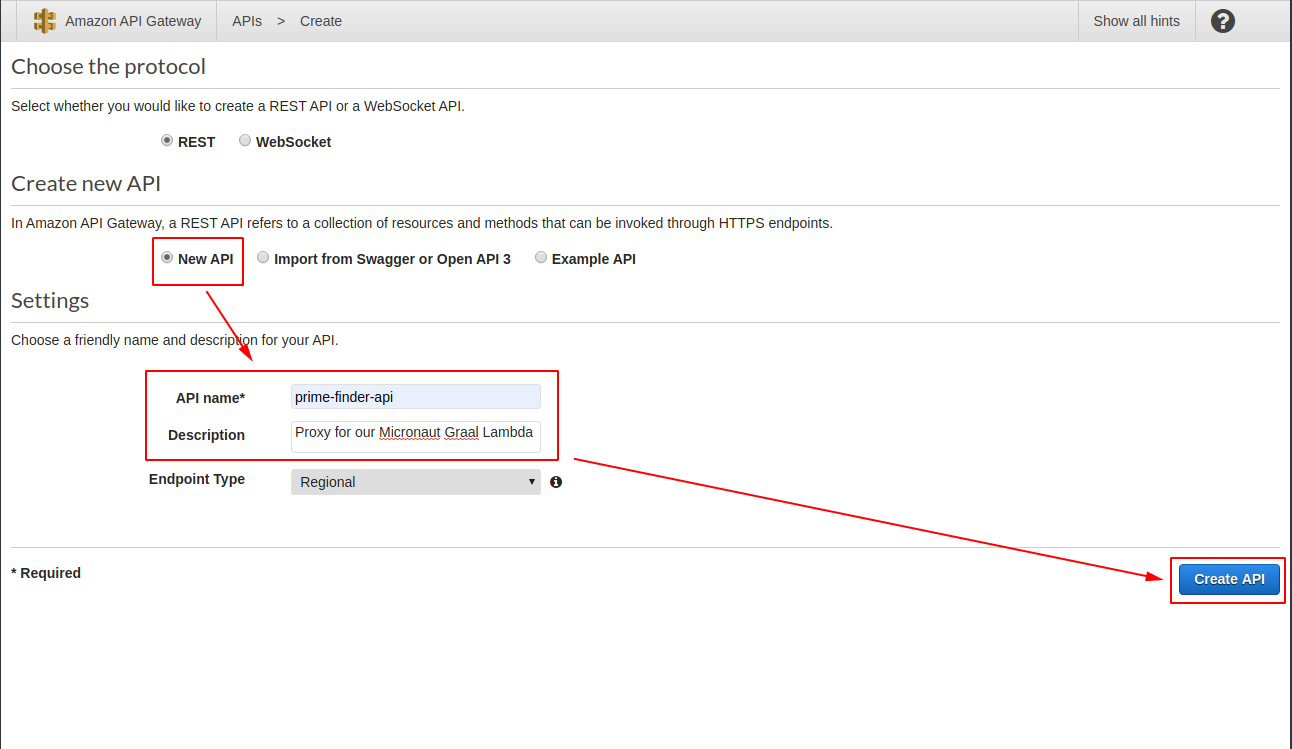 Amazon API Gateway APIs > Create Show all hints ?
Choose the protocol
Select whether you would like to create a REST API or a WebSocket API.
REST WebSocket
Create new API
In Amazon API Gateway, a REST API refers to a collection of resources and methods that can be invoked through HTTPS endpoints.
New API Import from Swagger or Open API 3 Example API
Settings
Choose a friendly name and description for your API.
API name* prime-finder-api
Description Proxy for our Micronaut Graal Lambda
Endpoint Type Regional
* Required
Create API